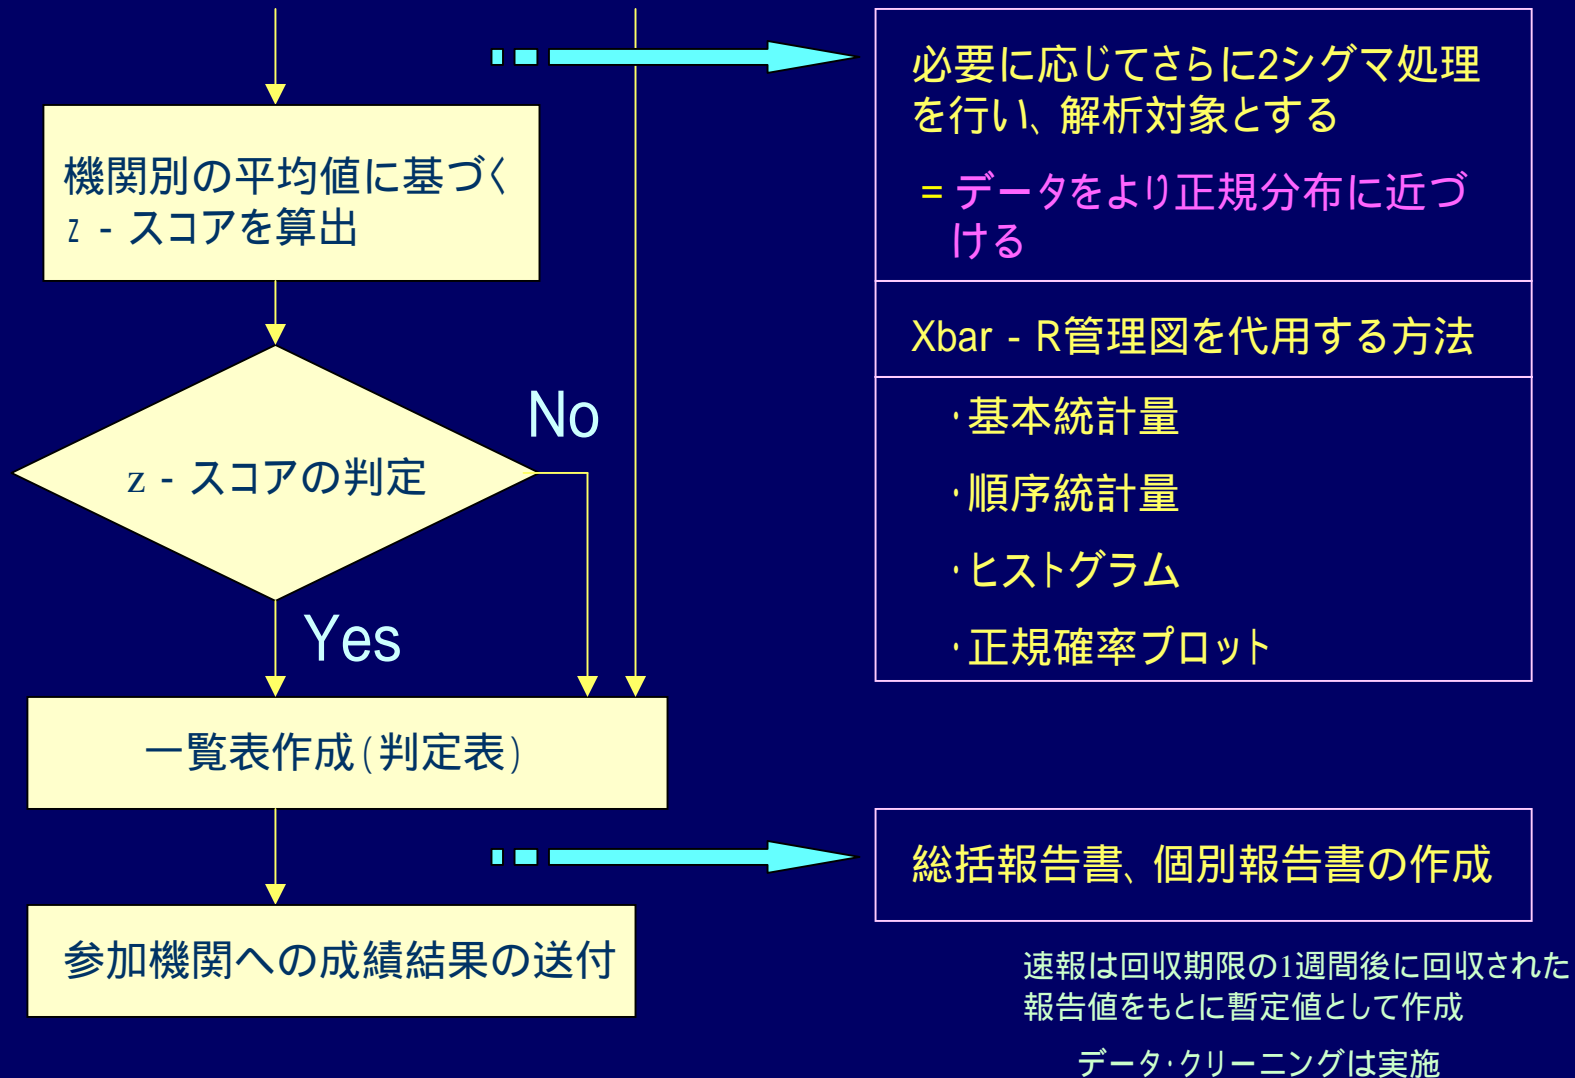 機関別の平均値に基づく
z - スコアを算出
z - スコアの判定
No
Yes
一覧表作成(判定表)
参加機関への成績結果の送付
必要に応じてさらに2シグマ処理
を行い、解析対象とする
= データをより正規分布に近づ
ける
Xbar - R管理図を代用する方法
・基本統計量
・順序統計量
・ヒストグラム
・正規確率プロット
総括報告書、個別報告書の作成
速報は回収期限の1週間後に回収された
報告値をもとに暫定値として作成
データ・クリーニングは実施